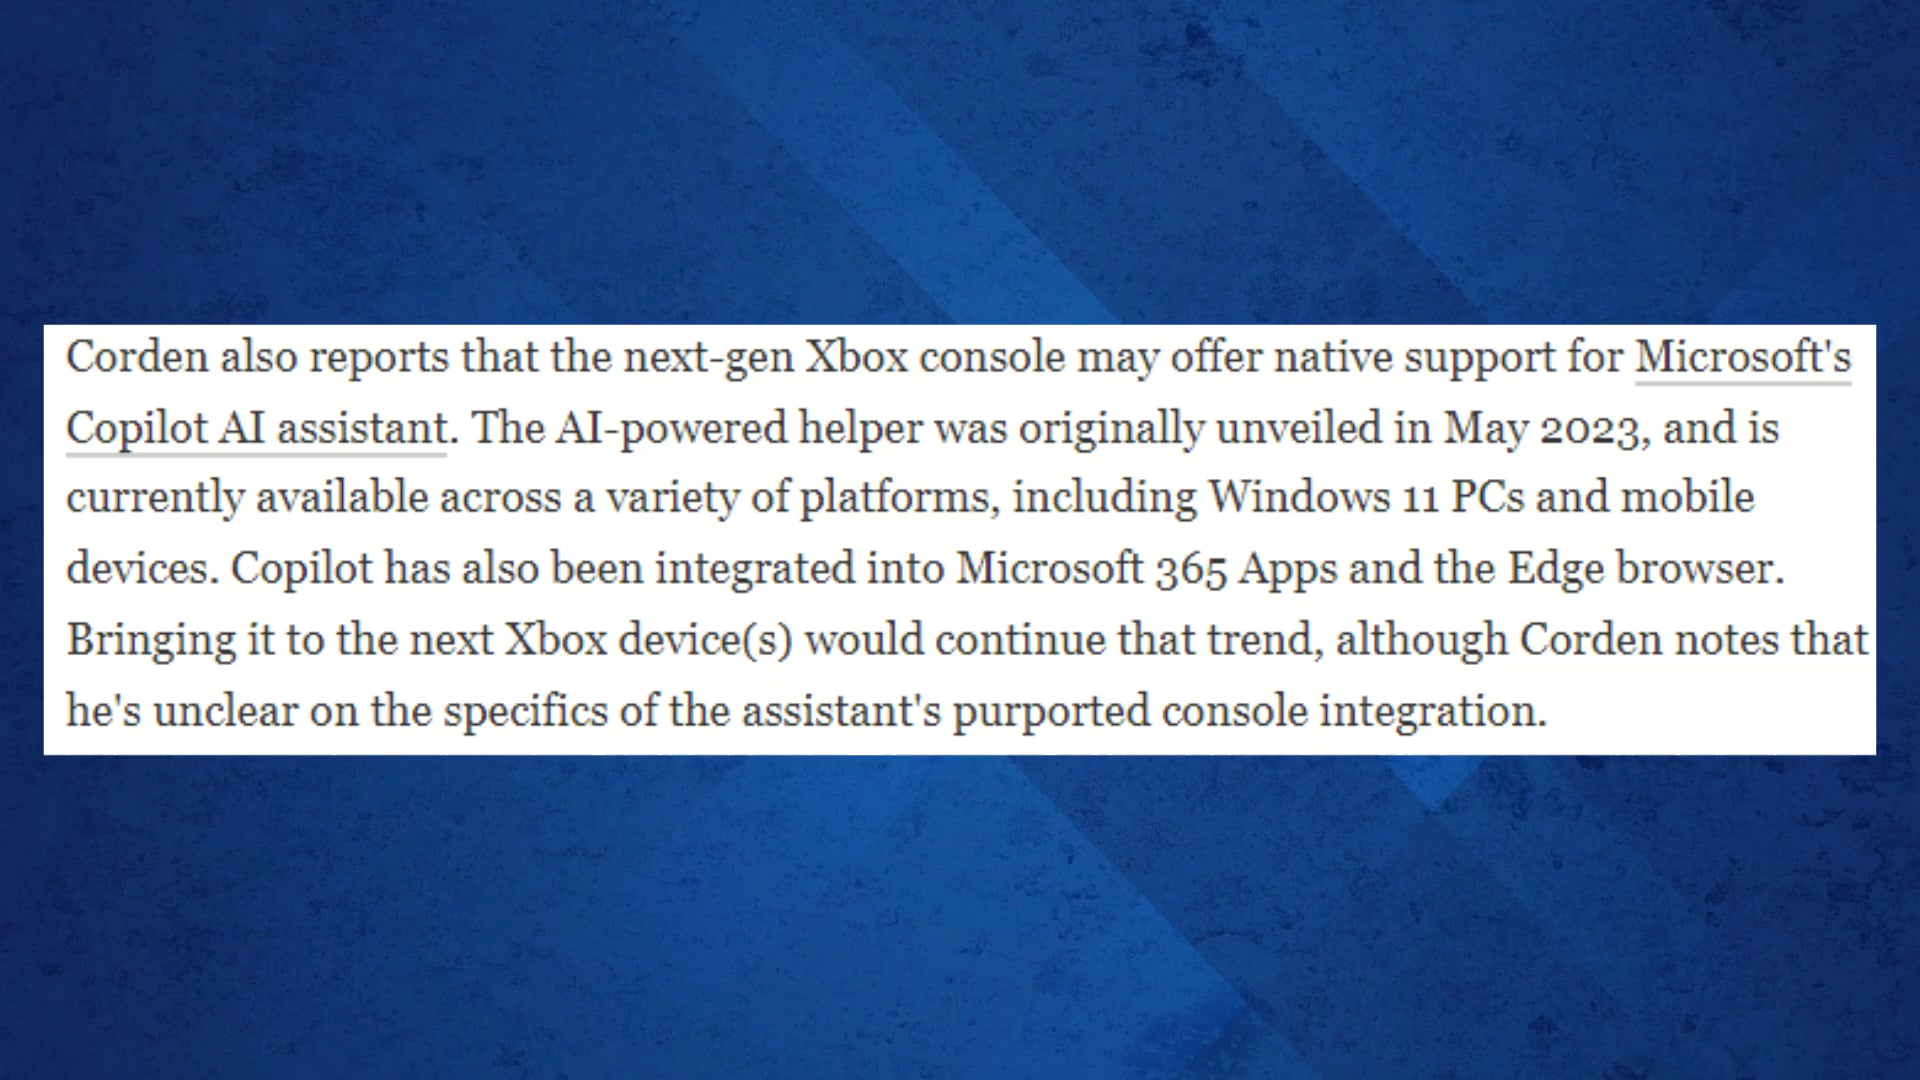 Corden also reports that the next-gen Xbox console may offer native support for Microsoft's
Copilot AI assistant. The AI-powered helper was originally unveiled in May 2023, and is
currently available across a variety of platforms, including Windows 11 PCs and mobile
devices. Copilot has also been integrated into Microsoft 365 Apps and the Edge browser.
Bringing it to the next Xbox device(s) would continue that trend, although Corden notes that
he's unclear on the specifics of the assistant's purported console integration.